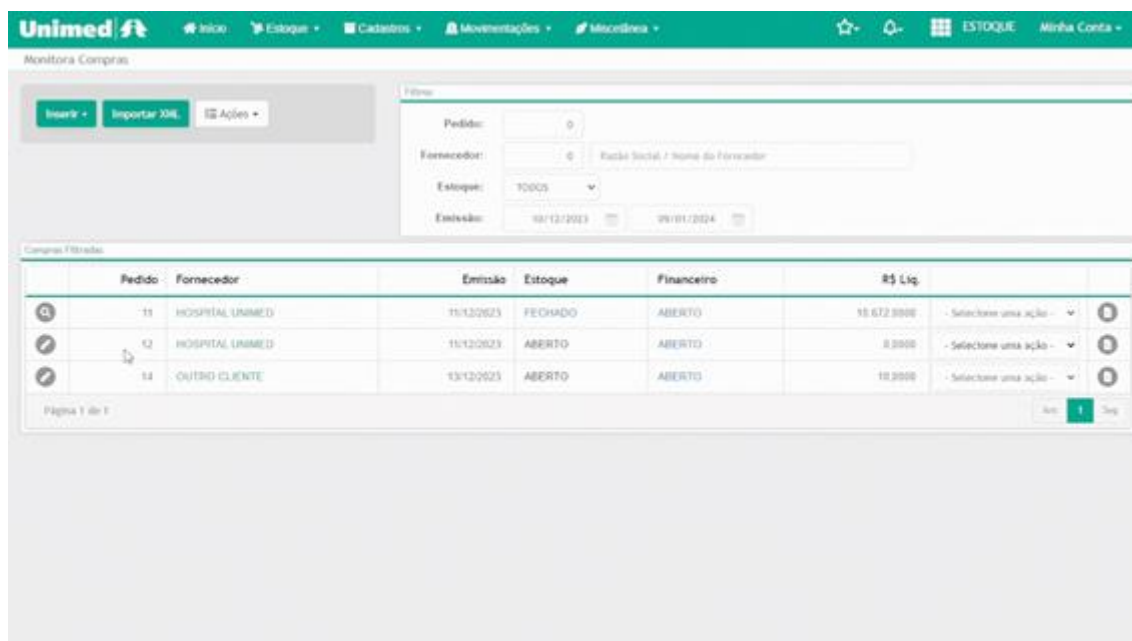 Unimed Início Estoque Cadastros Movimentações Miscelânea ESTOQUE Minha Conta
Monitora Compras
Filtros
Inserir Importar XML Ações
Pedido: 0
Fornecedor: 0 Razão Social / Nome do Fornecedor
Estoque: TODOS
Emissão: 10/12/2023 09/01/2024
Compras Filtradas
Pedido Fornecedor Emissão Estoque Financeiro R$ Liq.
11 HOSPITAL UNIMED 11/12/2023 FECHADO ABERTO 10.672,0000 - Selecione uma ação -
12 HOSPITAL UNIMED 11/12/2023 ABERTO ABERTO 0,0000 - Selecione uma ação -
14 OUTRO CLIENTE 13/12/2023 ABERTO ABERTO 10,0000 - Selecione uma ação -
Página 1 de 1 Ant 1 Seg